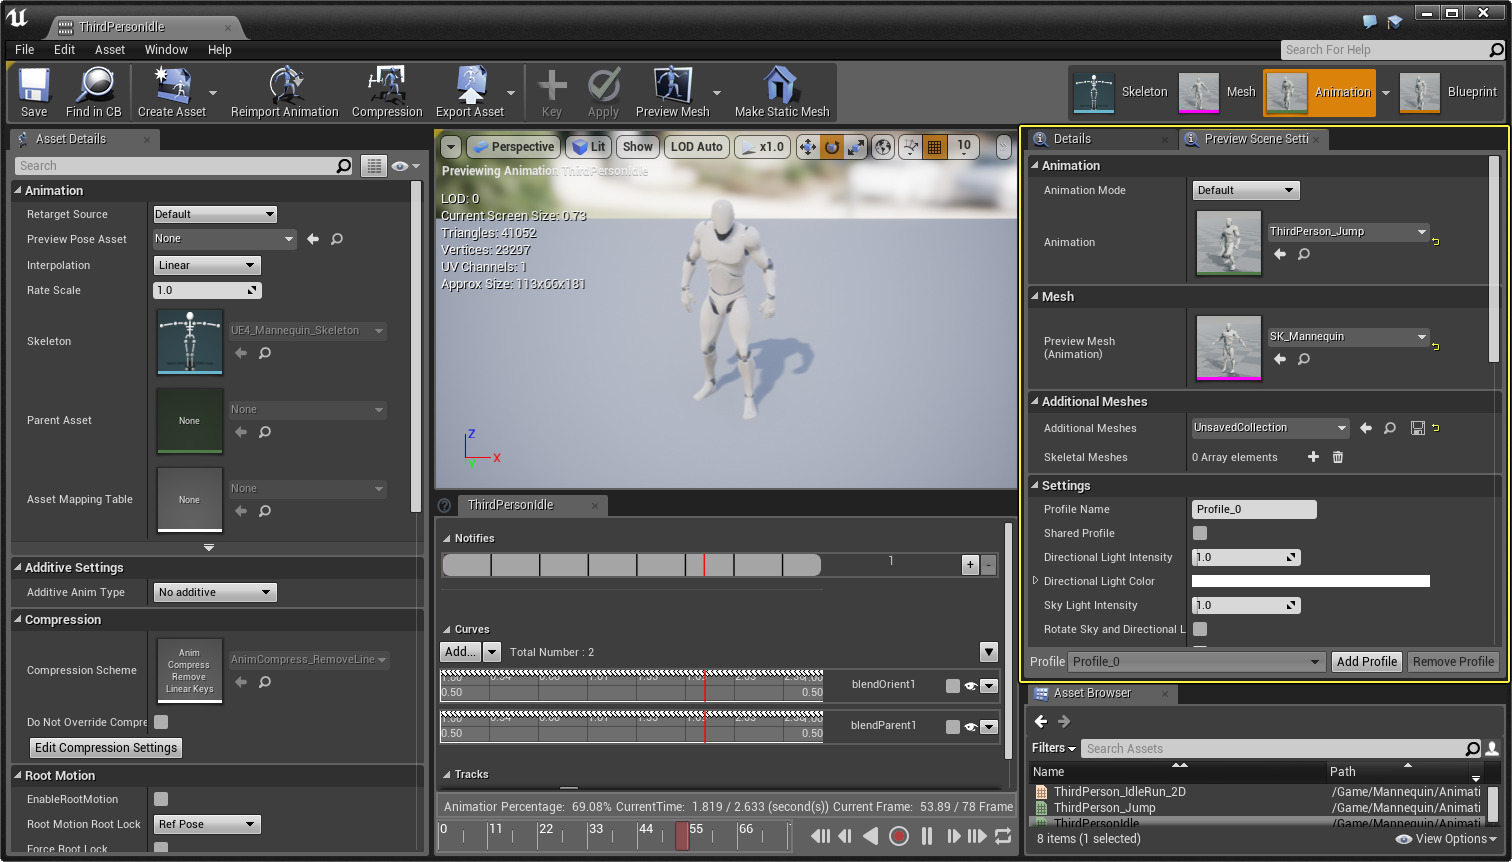 ThirdPersonIdle
File Edit Asset Window Help
Search For Help
Save Find in CB Create Asset Reimport Animation Compression Export Asset Key Apply Preview Mesh Make Static Mesh
Skeleton Mesh Animation Blueprint
Asset Details
Search
Animation
Retarget Source Default
Preview Pose Asset None
Interpolation Linear
Rate Scale 1.0
Skeleton UE4_Mannequin_Skeleton
Parent Asset None None
Asset Mapping Table None None
Additive Settings
Additive Anim Type No additive
Compression
Compression Scheme
Anim
Compress
Remove
Linear Keys
AnimCompress_RemoveLine
Do Not Override Compre
Edit Compression Settings
Root Motion
EnableRootMotion
Root Motion Root Lock Ref Pose
Force Root Lock
Perspective Lit Show LOD Auto x1.0 10
Previewing Animation ThirdPersonIdle
LOD: 0
Current Screen Size: 0.73
Triangles: 41052
Vertices: 23297
UV Channels: 1
Approx Size: 113x66x181
Z
X
Y
ThirdPersonIdle
Notifies
1 + -
Curves
Add... Total Number : 2
0.50 0.50 blendOrient1
0.50 0.50 blendParent1
Tracks
Animation Percentage: 69.08% CurrentTime: 1.819 / 2.633 (second(s)) Current Frame: 53.89 / 78 Frame
0 11 22 33 44 55 66
Details Preview Scene Setti
Animation
Animation Mode Default
Animation ThirdPerson_Jump
Mesh
Preview Mesh
(Animation)
SK_Mannequin
Additional Meshes
Additional Meshes UnsavedCollection
Skeletal Meshes 0 Array elements
Settings
Profile Name Profile_0
Shared Profile
Directional Light Intensity 1.0
Directional Light Color
Sky Light Intensity 1.0
Rotate Sky and Directional L
Profile Profile_0 Add Profile Remove Profile
Asset Browser
Filters Search Assets
Name Path
ThirdPerson_IdleRun_2D /Game/Mannequin/Animati
ThirdPerson_Jump /Game/Mannequin/Animati
ThirdPersonIdle /Game/Mannequin/Animati
8 items (1 selected) View Options